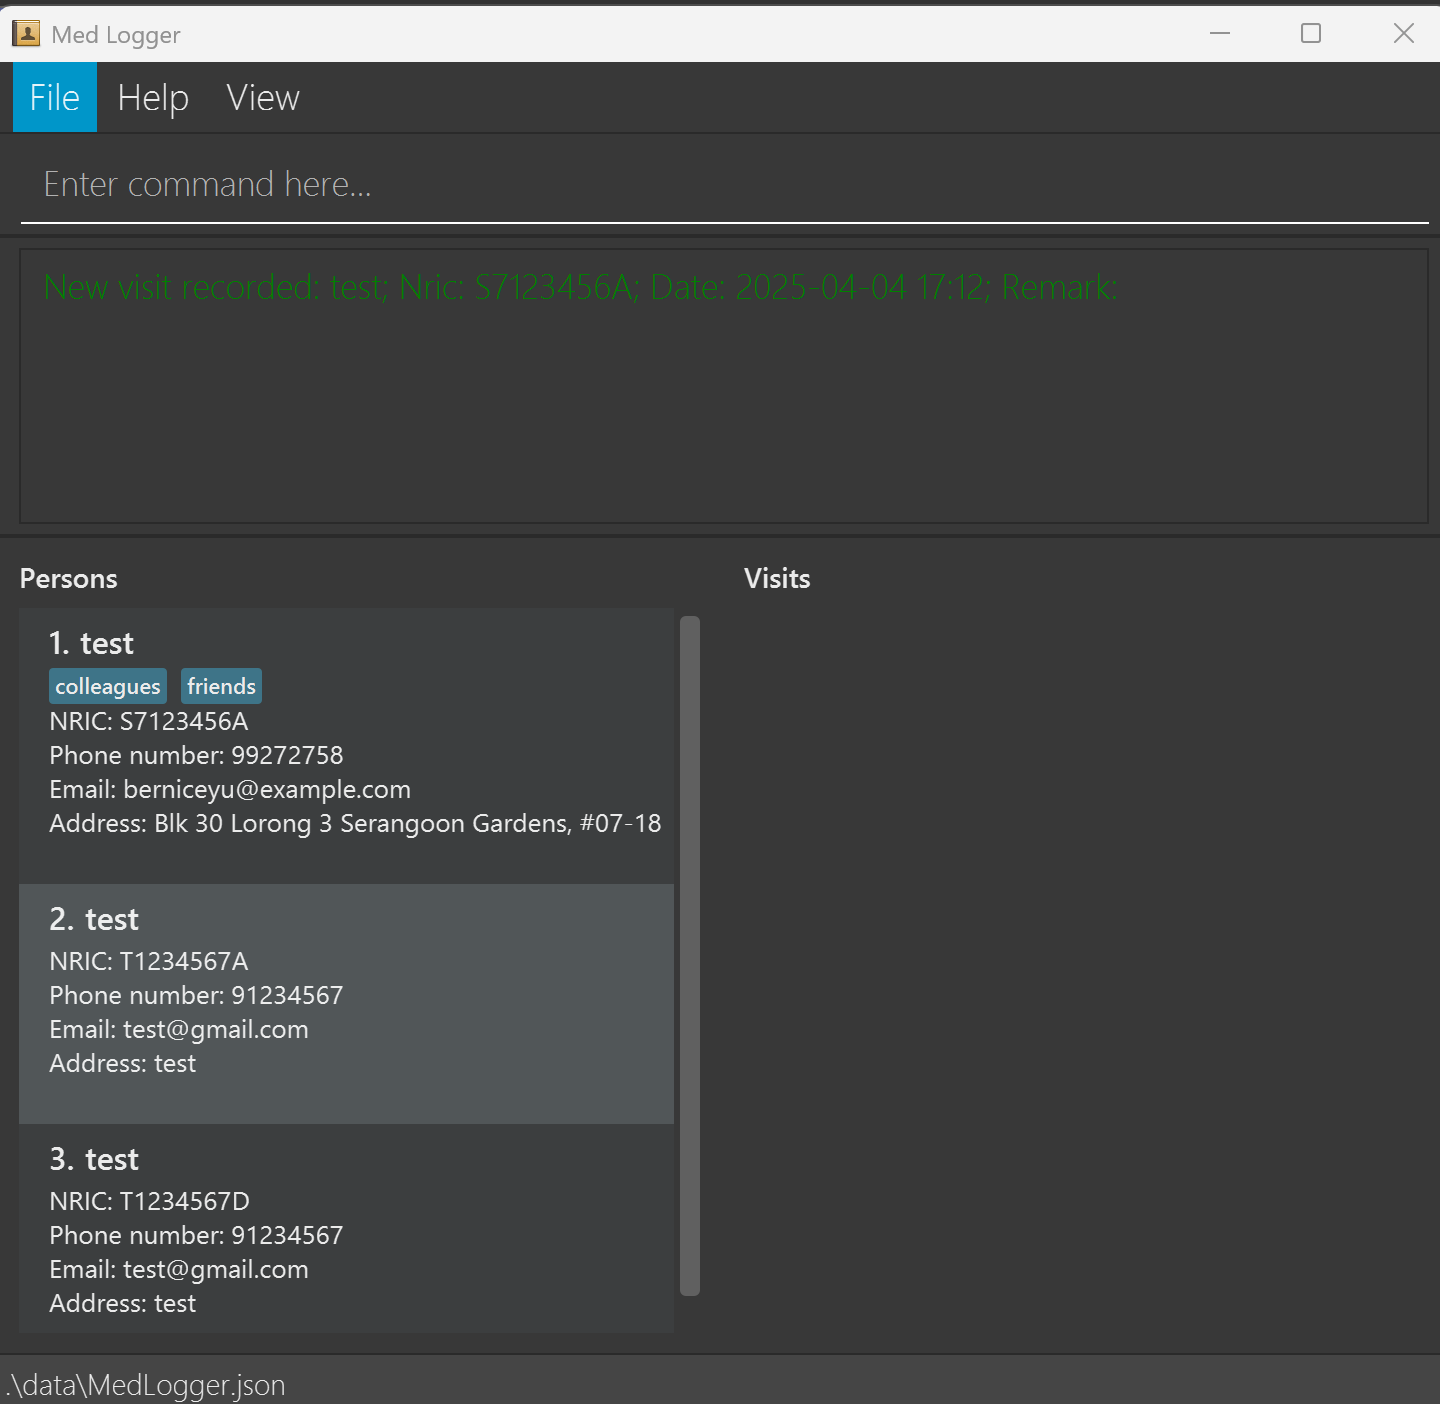 Med Logger
File Help View
Enter command here...
New visit recorded: test; Nric: S7123456A; Date: 2025-04-04 17:12; Remark:
Persons
1. test
colleagues friends
NRIC: S7123456A
Phone number: 99272758
Email: berniceyu@example.com
Address: Blk 30 Lorong 3 Serangoon Gardens, #07-18
2. test
NRIC: T1234567A
Phone number: 91234567
Email: test@gmail.com
Address: test
3. test
NRIC: T1234567D
Phone number: 91234567
Email: test@gmail.com
Address: test
Visits
.\data\MedLogger.json